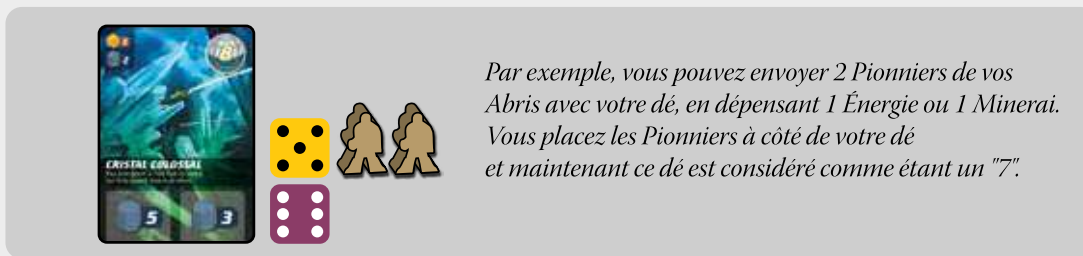 CRISTAL COLOSSAL
5
3
Par exemple, vous pouvez envoyer 2 Pionniers de vos
Abris avec votre dé, en dépensant 1 Énergie ou 1 Minerai.
Vous placez les Pionniers à côté de votre dé
et maintenant ce dé est considéré comme étant un "7".